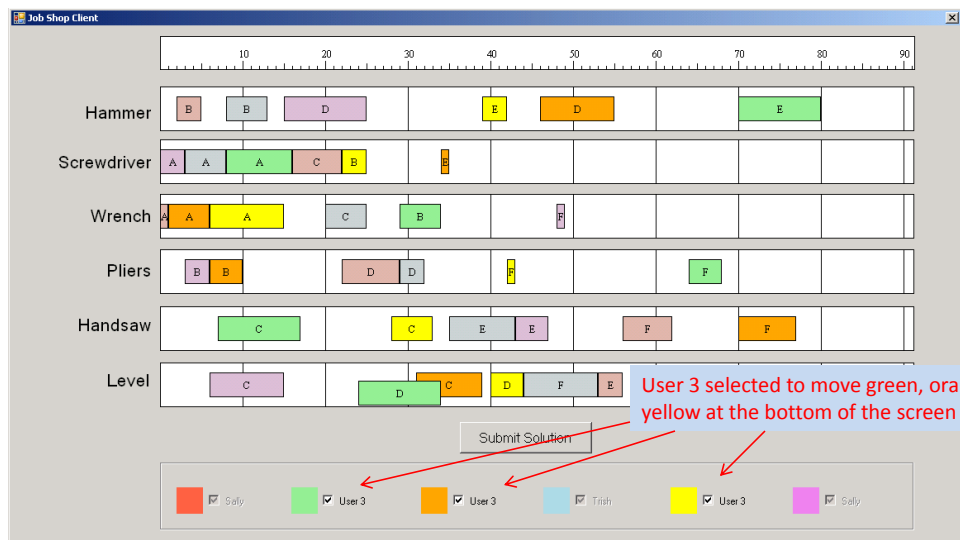 Job Shop Client
10 20 30 40 50 60 70 80 90
Hammer B B D E D E
Screwdriver A A A C B E
Wrench A A A C B F
Pliers B B D D F F
Handsaw C C E E F F
Level C D C D F E
User 3 selected to move green, ora
yellow at the bottom of the screen
Submit Solution
Sally User 3 User 3 Trish User 3 Sally